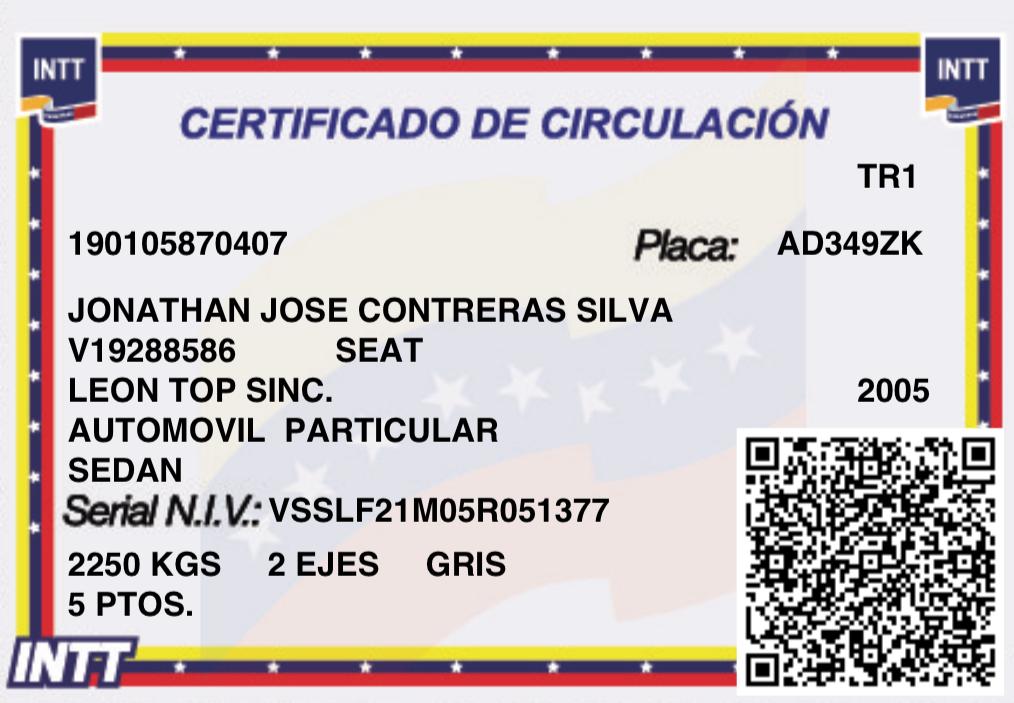 INTT INTT
CERTIFICADO DE CIRCULACIÓN
TR1
190105870407 Placa: AD349ZK
JONATHAN JOSE CONTRERAS SILVA
V19288586 SEAT
LEON TOP SINC. 2005
AUTOMOVIL PARTICULAR
SEDAN
Serial N.I.V.: VSSLF21M05R051377
2250 KGS 2 EJES GRIS
5 PTOS.
INTT